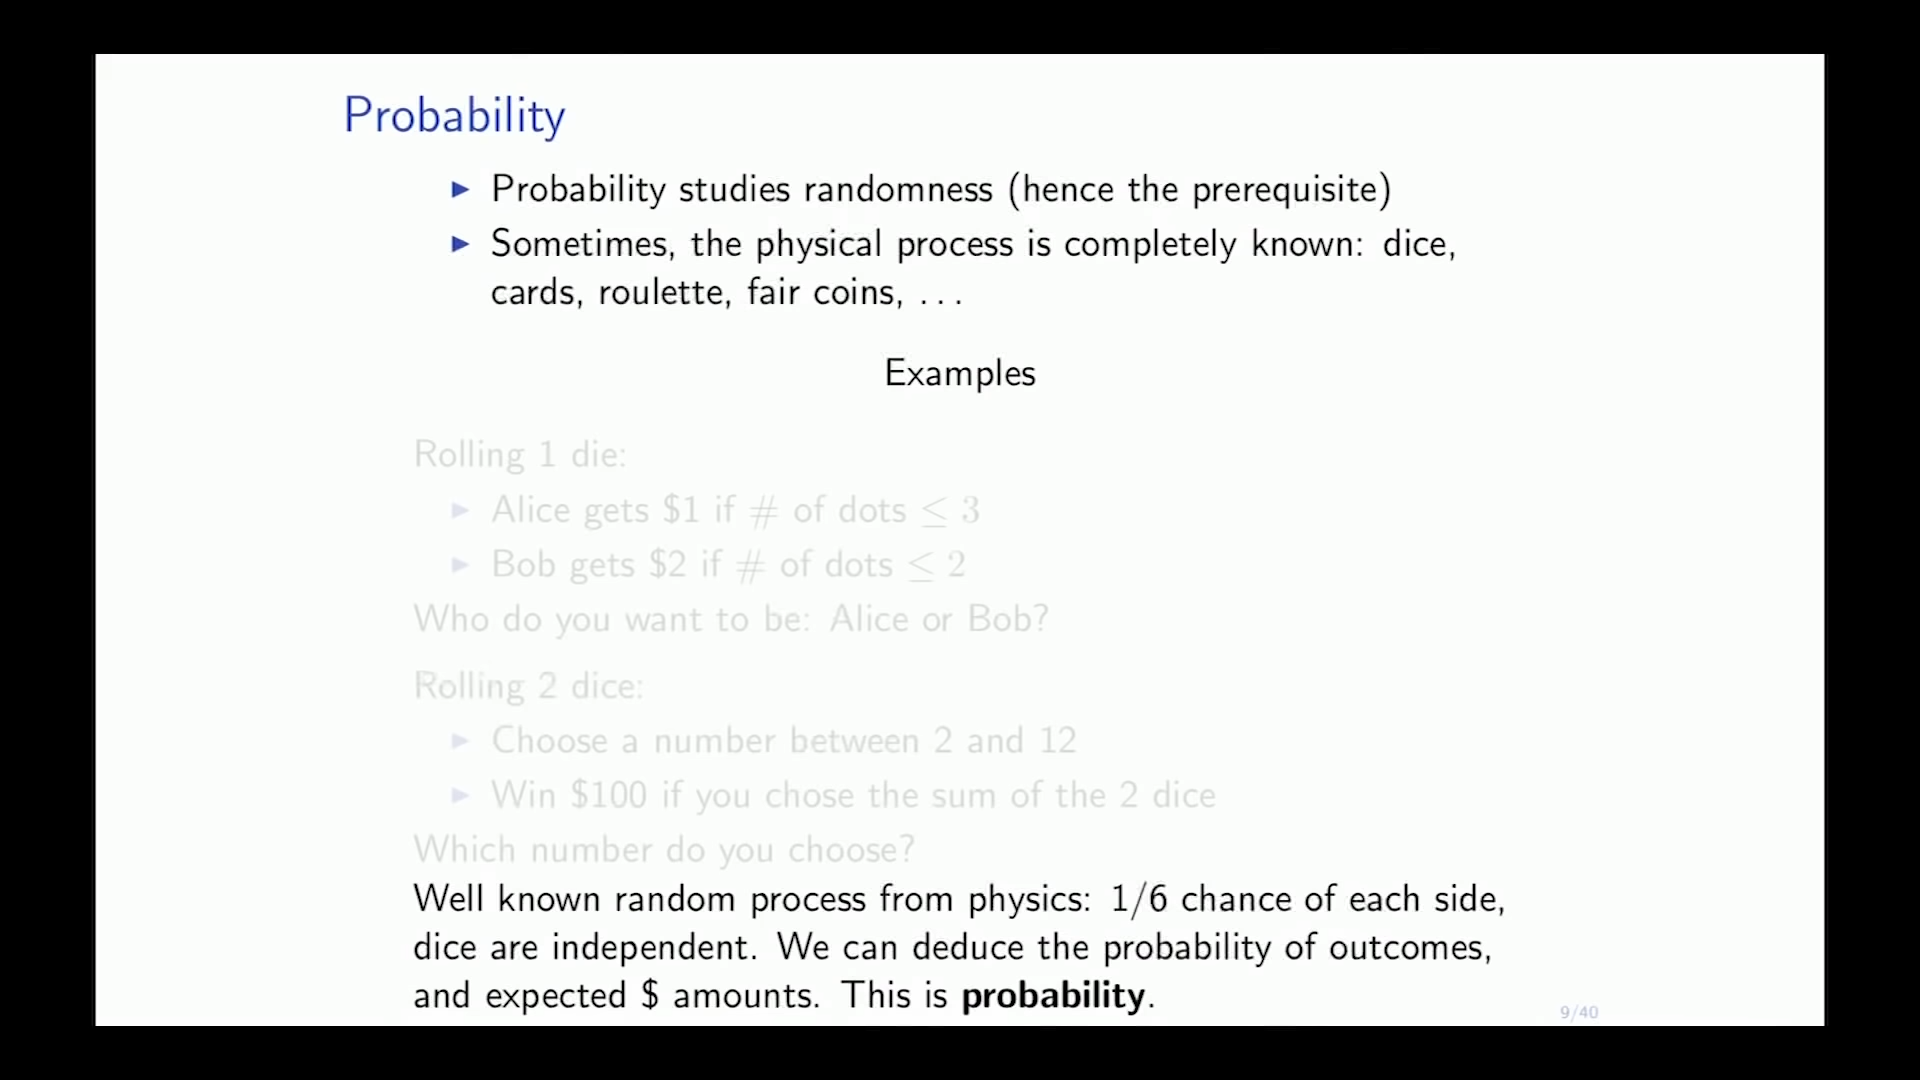 Probability
▶ Probability studies randomness (hence the prerequisite)
▶ Sometimes, the physical process is completely known: dice,
cards, roulette, fair coins, ...
Examples
Rolling 1 die:
▶ Alice gets $1 if # of dots ≤ 3
▶ Bob gets $2 if # of dots ≤ 2
Who do you want to be: Alice or Bob?
Rolling 2 dice:
▶ Choose a number between 2 and 12
▶ Win $100 if you chose the sum of the 2 dice
Which number do you choose?
Well known random process from physics: 1/6 chance of each side,
dice are independent. We can deduce the probability of outcomes,
and expected $ amounts. This is probability.
9/40